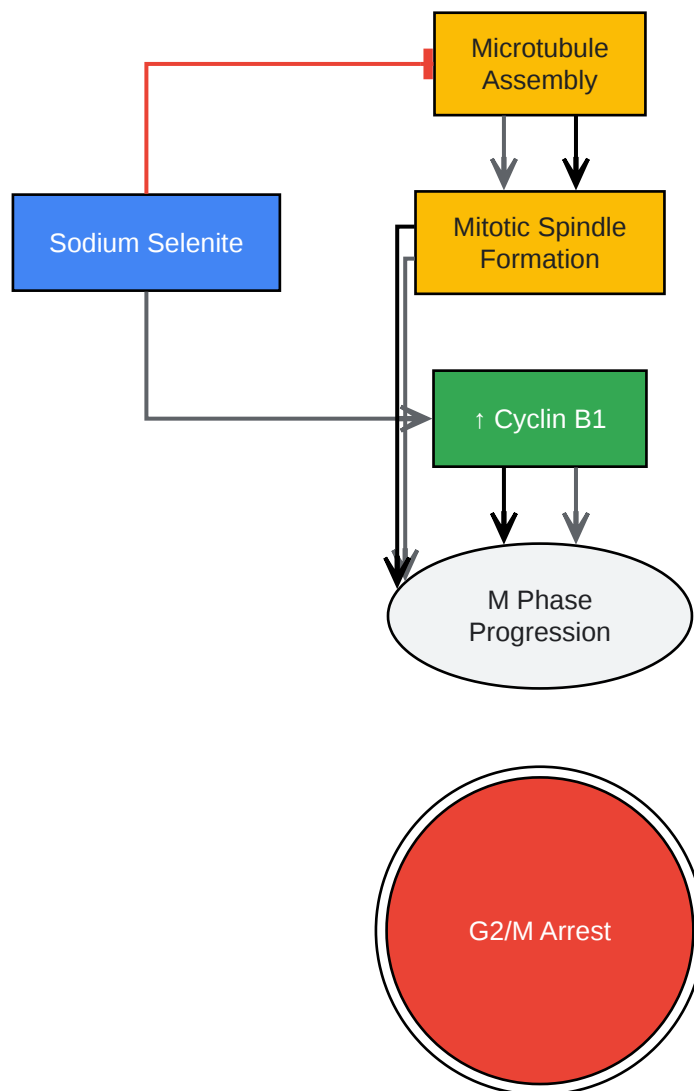 Microtubule
Assembly
Sodium Selenite
Mitotic Spindle
Formation
↑ Cyclin B1
M Phase
Progression
G2/M Arrest